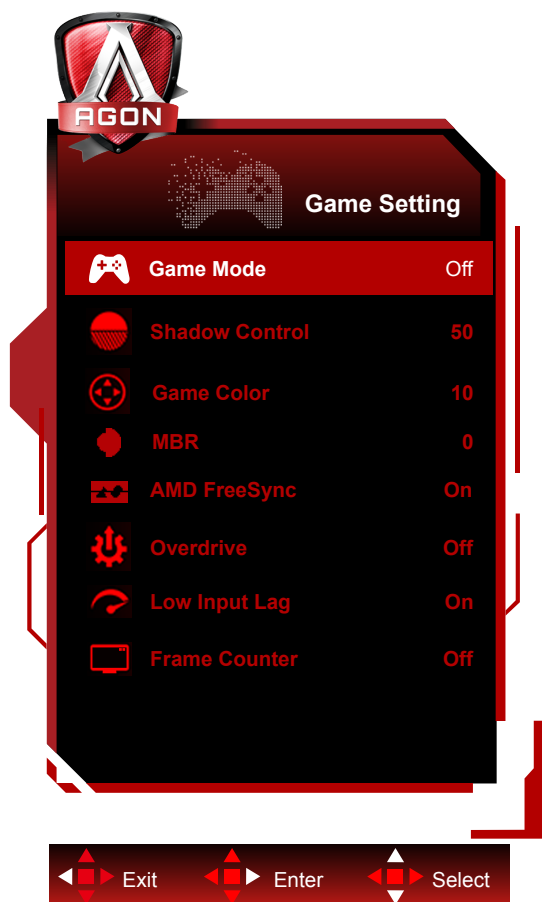 AGON
Game Setting
Game Mode Off
Shadow Control 50
Game Color 10
MBR 0
AMD FreeSync On
Overdrive Off
Low Input Lag On
Frame Counter Off
Exit Enter Select